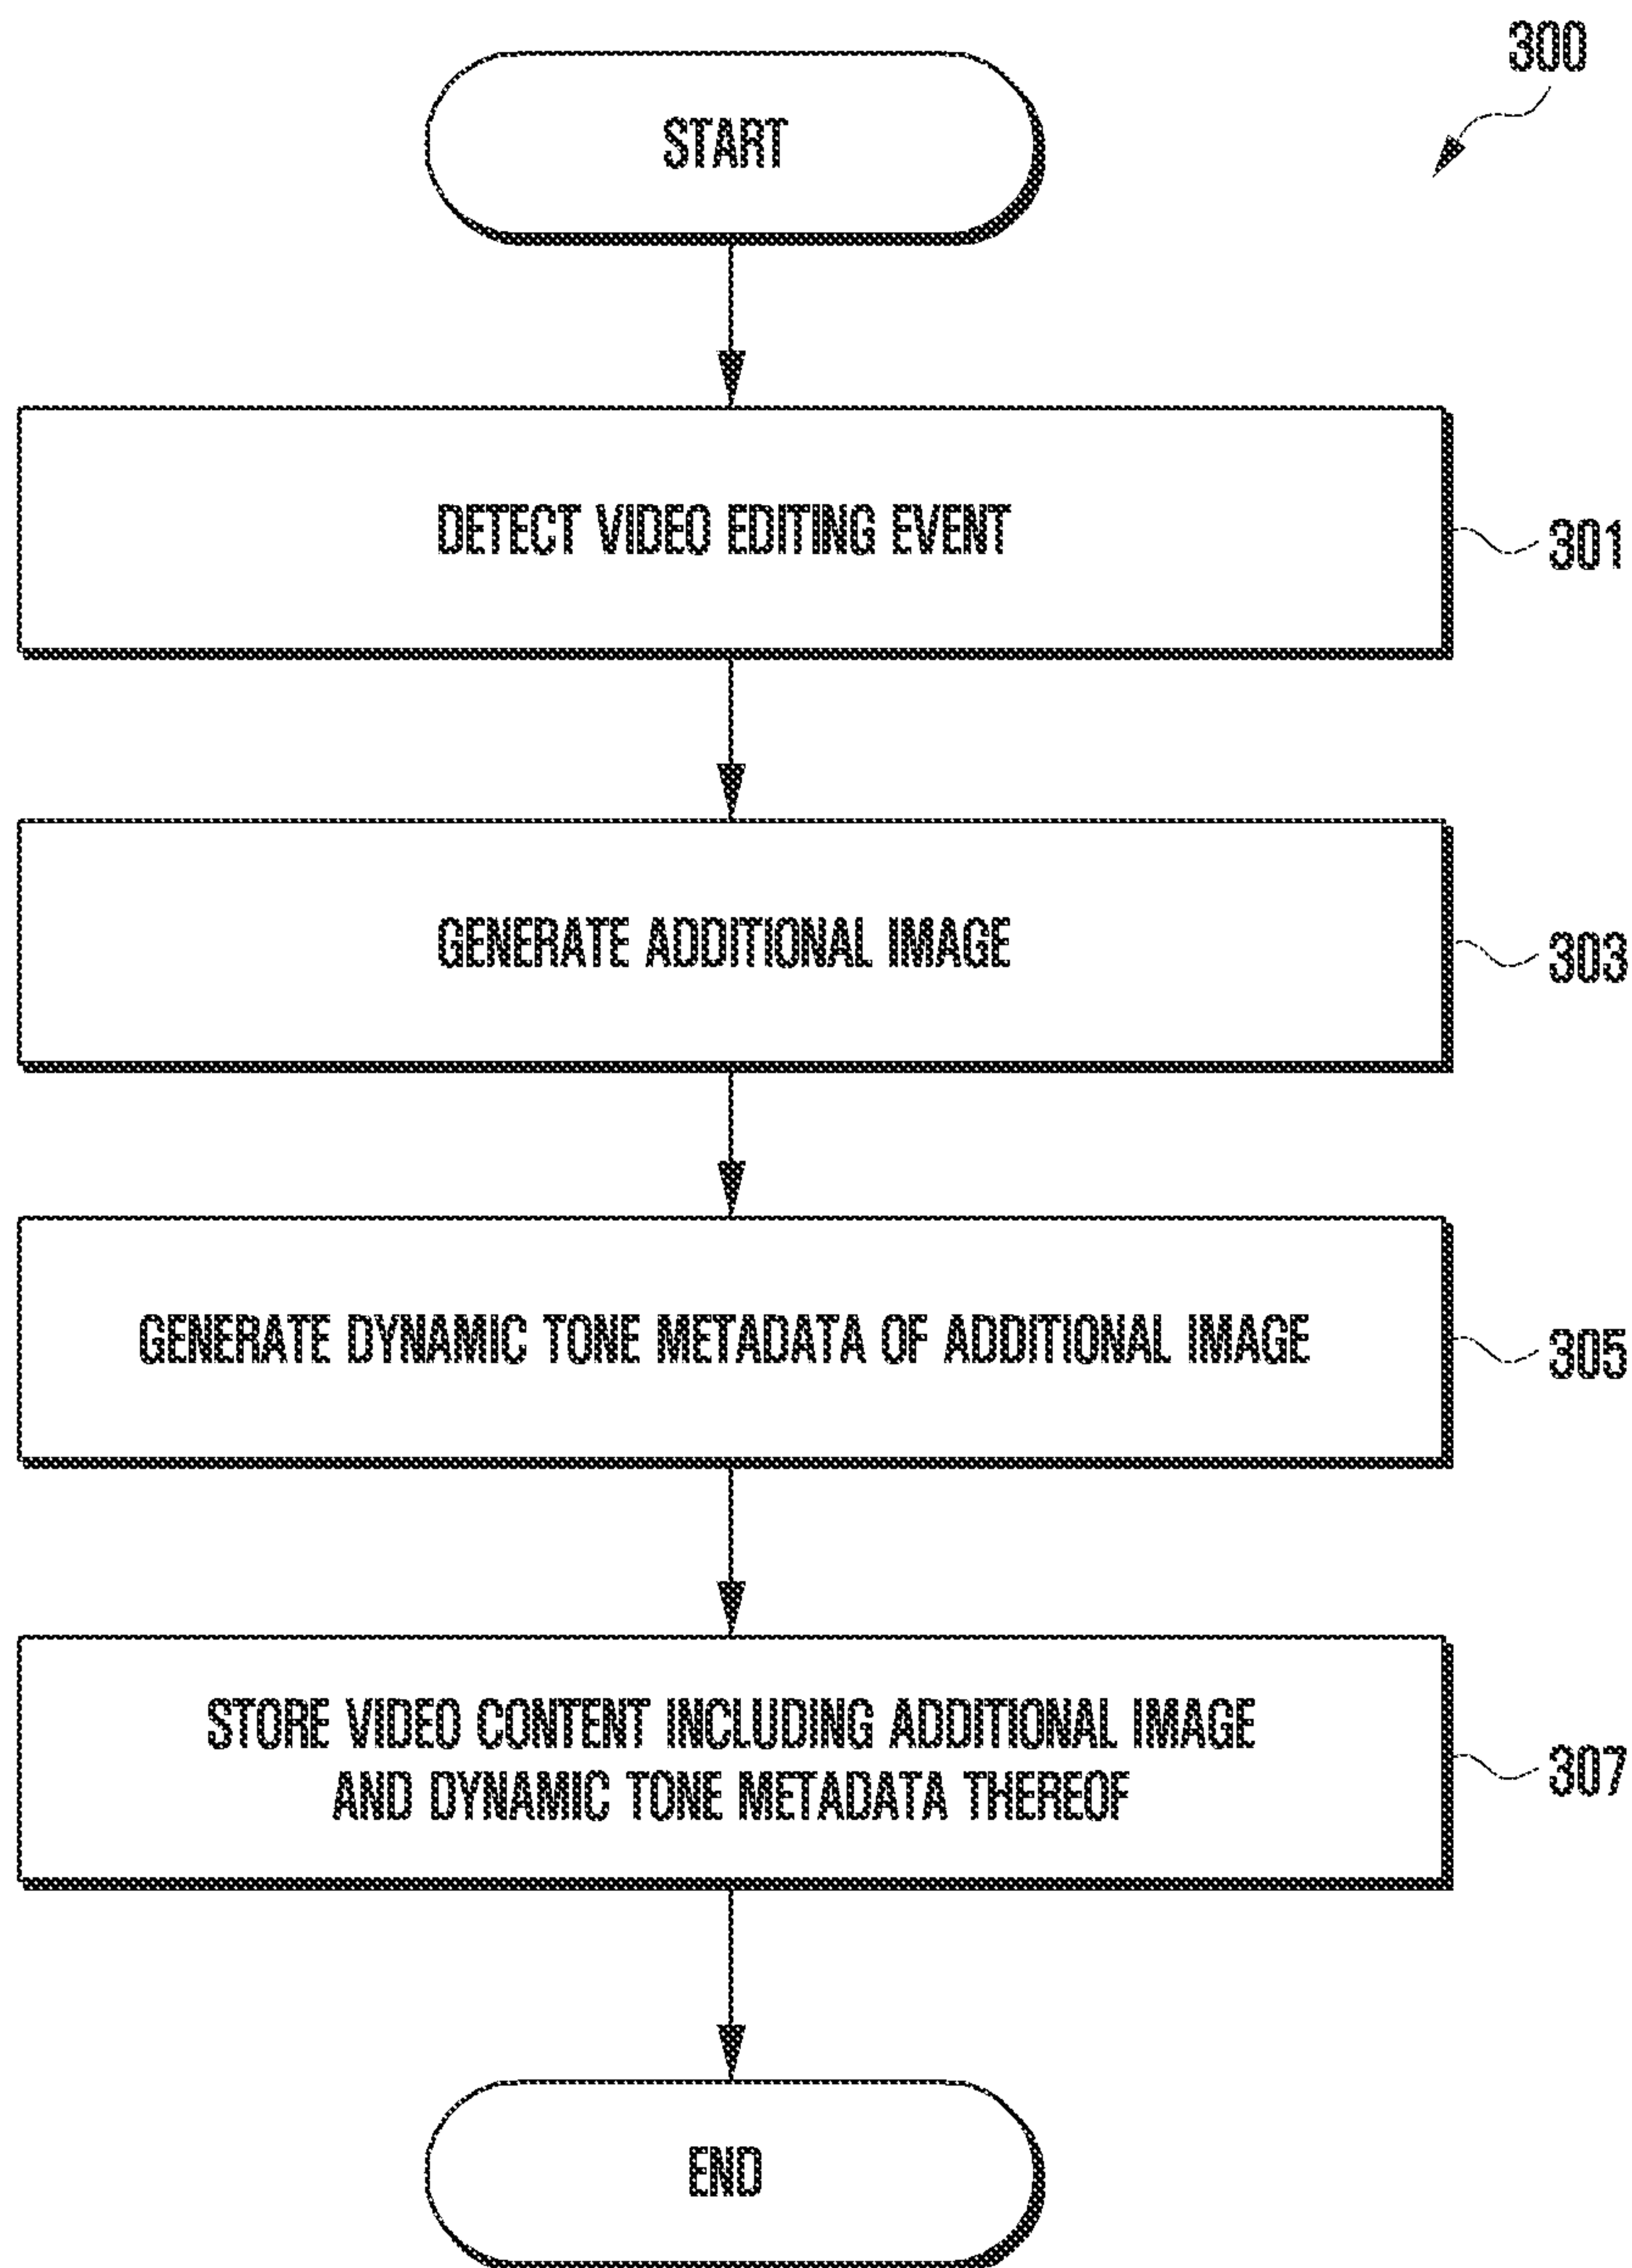 300
START
DETECT VIDEO EDITING EVENT
301
GENERATE ADDITIONAL IMAGE
303
GENERATE DYNAMIC TONE METADATA OF ADDITIONAL IMAGE
305
STORE VIDEO CONTENT INCLUDING ADDITIONAL IMAGE
AND DYNAMIC TONE METADATA THEREOF
307
END